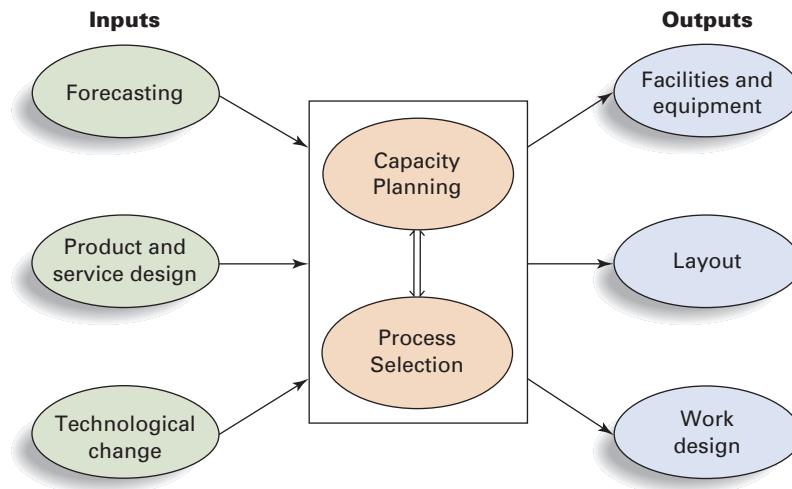 Inputs
Outputs
Forecasting
Product and
service design
Technological
change
Capacity
Planning
Process
Selection
Facilities and
equipment
Layout
Work
design